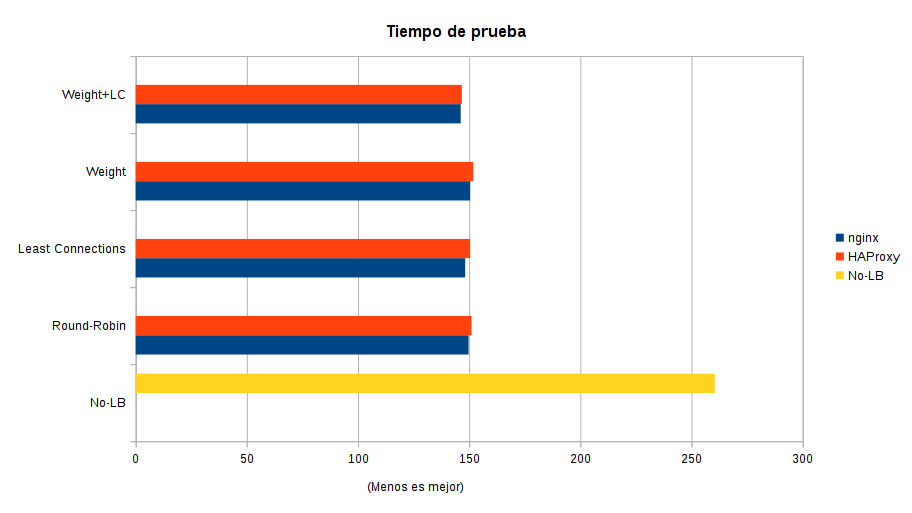 Tiempo de prueba
Weight+LC
Weight
Least Connections
Round-Robin
No-LB
0 50 100 150 200 250 300
(Menos es mejor)
nginx
HAProxy
No-LB